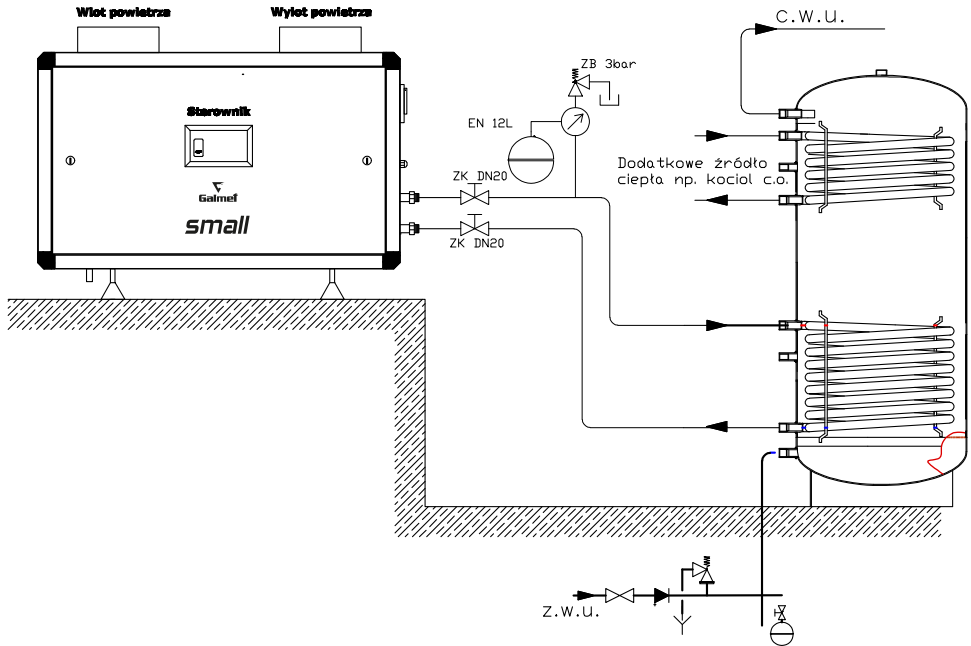 Wlot powietrza
Wylot powietrza
Sterownik
Galmet
small
ZB 3bar
EN 12L
ZK DN20
ZK DN20
C.W.U.
Dodatkowe źródło
ciepła np. kociol c.o.
Z.W.U.